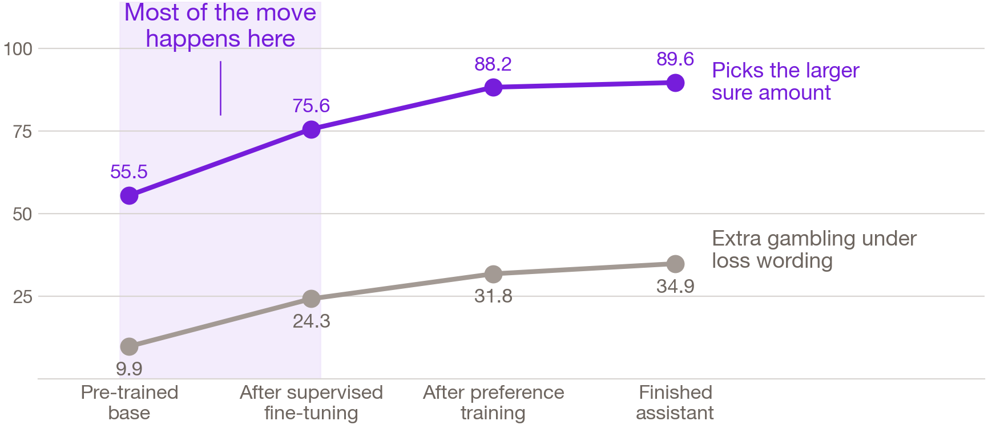 Most of the move
happens here
100
75
50
25
55.5
75.6
88.2
89.6
Picks the larger
sure amount
9.9
24.3
31.8
34.9
Extra gambling under
loss wording
Pre-trained
base
After supervised
fine-tuning
After preference
training
Finished
assistant